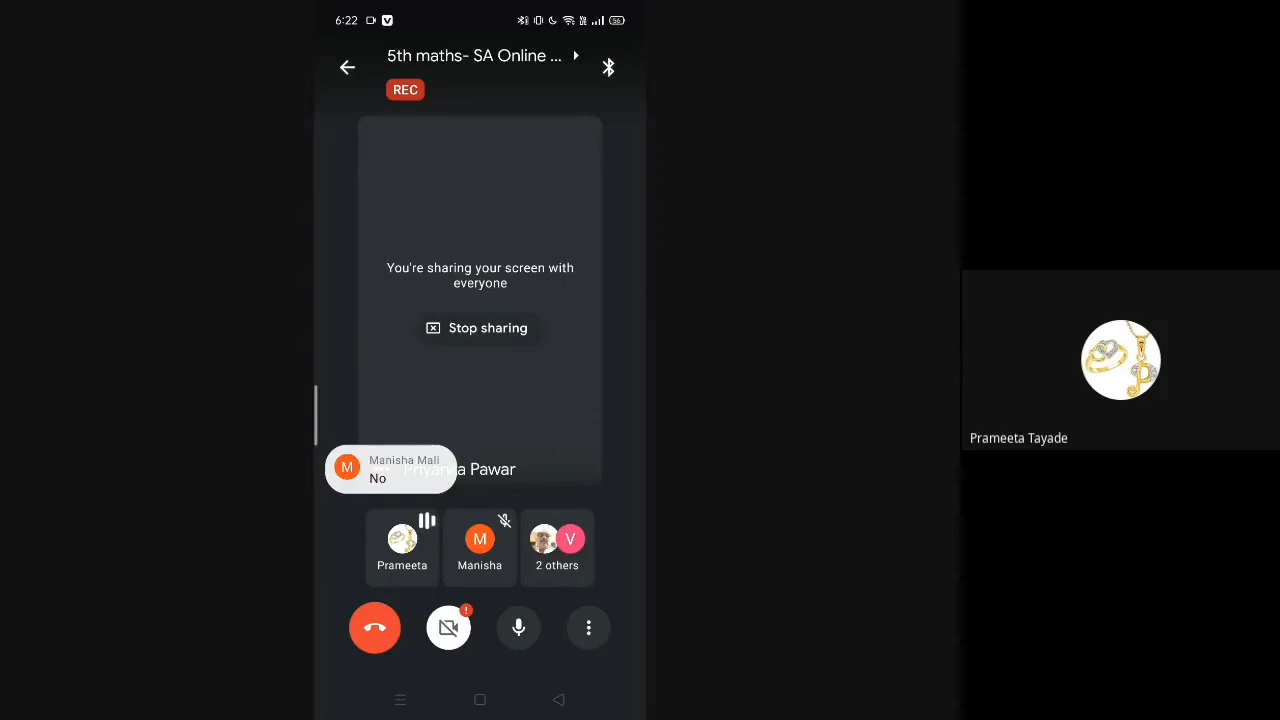 6:22
5th maths- SA Online ...
REC
You're sharing your screen with
everyone
Stop sharing
Manisha Mali
No
Priyanka Pawar
Prameeta
M
Manisha
V
2 others
M
Prameeta Tayade